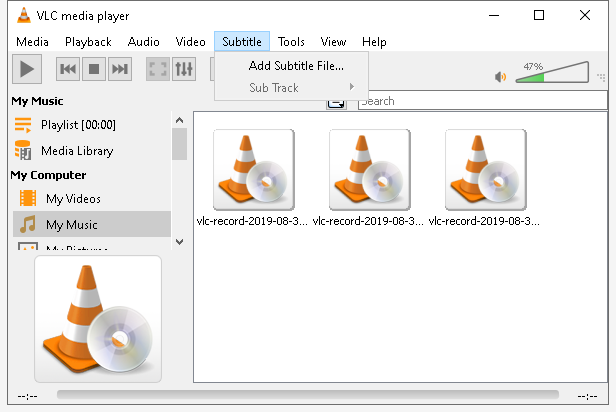 VLC media player
Media Playback Audio Video Subtitle Tools View Help
Add Subtitle File...
Sub Track
47%
Search
My Music
Playlist [00:00]
Media Library
My Computer
My Videos
My Music
My Pictures
vlc-record-2019-08-3... vlc-record-2019-08-3... vlc-record-2019-08-3...
--:-- --:--